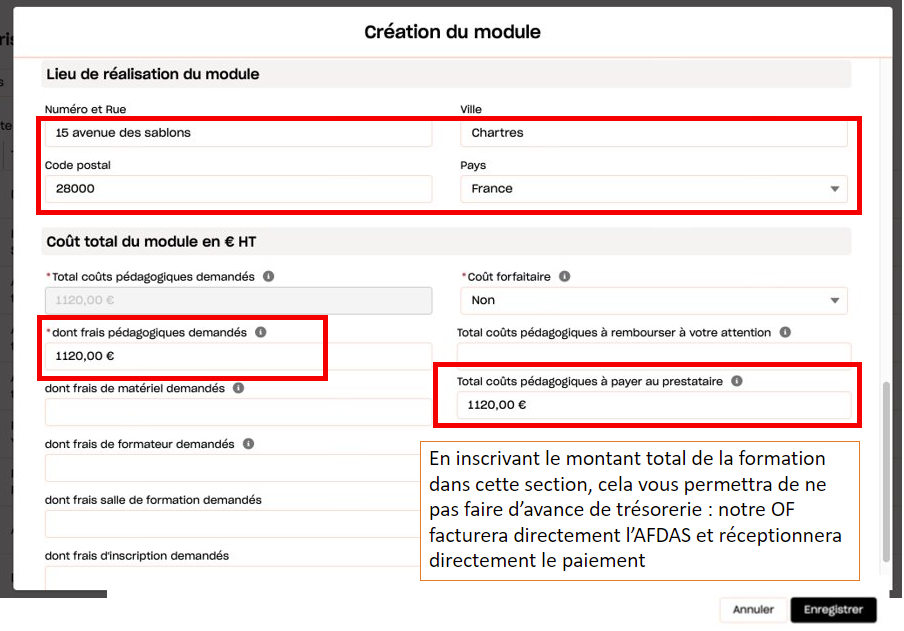 Création du module
Lieu de réalisation du module
Numéro et Rue
Ville
15 avenue des sablons
Chartres
Code postal
Pays
28000
France
Coût total du module en € HT
*Total coûts pédagogiques demandés
*Coût forfaitaire
1120,00 €
Non
*dont frais pédagogiques demandés
Total coûts pédagogiques à rembourser à votre attention
1120,00 €
dont frais de matériel demandés
Total coûts pédagogiques à payer au prestataire
1120,00 €
dont frais de formateur demandés
dont frais salle de formation demandés
dont frais d'inscription demandés
En inscrivant le montant total de la formation
dans cette section, cela vous permettra de ne
pas faire d’avance de trésorerie : notre OF
facturera directement l’AFDAS et réceptionnera
directement le paiement
Annuler
Enregistrer